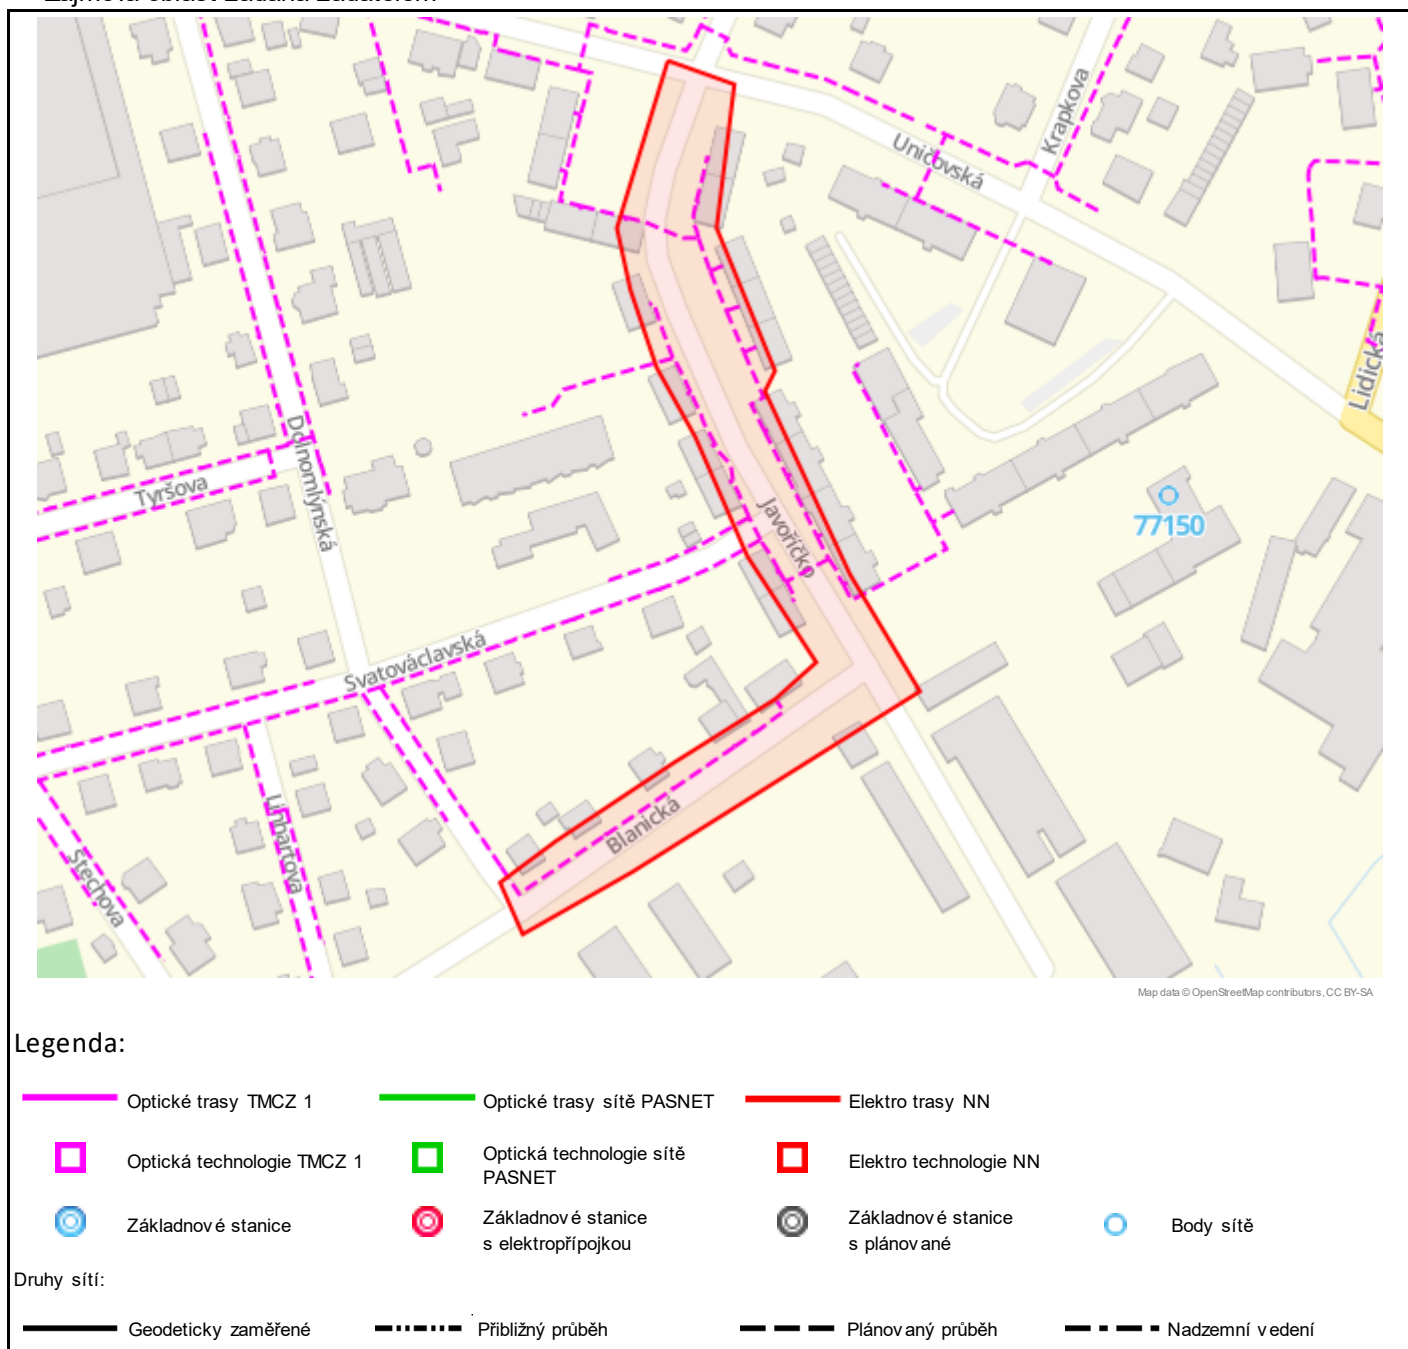 Uničovská
Krapkova
Lidická
Dolnomlýnská
Tyršova
77150
Javoříčko
Svatováclavská
Blanická
Linhartova
Štechova
Map data © OpenStreetMap contributors, CC BY-SA
Legenda:
Optické trasy TMCZ 1
Optické trasy sítě PASNET
Elektro trasy NN
Optická technologie TMCZ 1
Optická technologie sítě
PASNET
Elektro technologie NN
Základnové stanice
Základnové stanice
s elektropřípojkou
Základnové stanice
s plánované
Body sítě
Druhy sítí:
Geodeticky zaměřené
Přibližný průběh
Plánovaný průběh
Nadzemní vedení